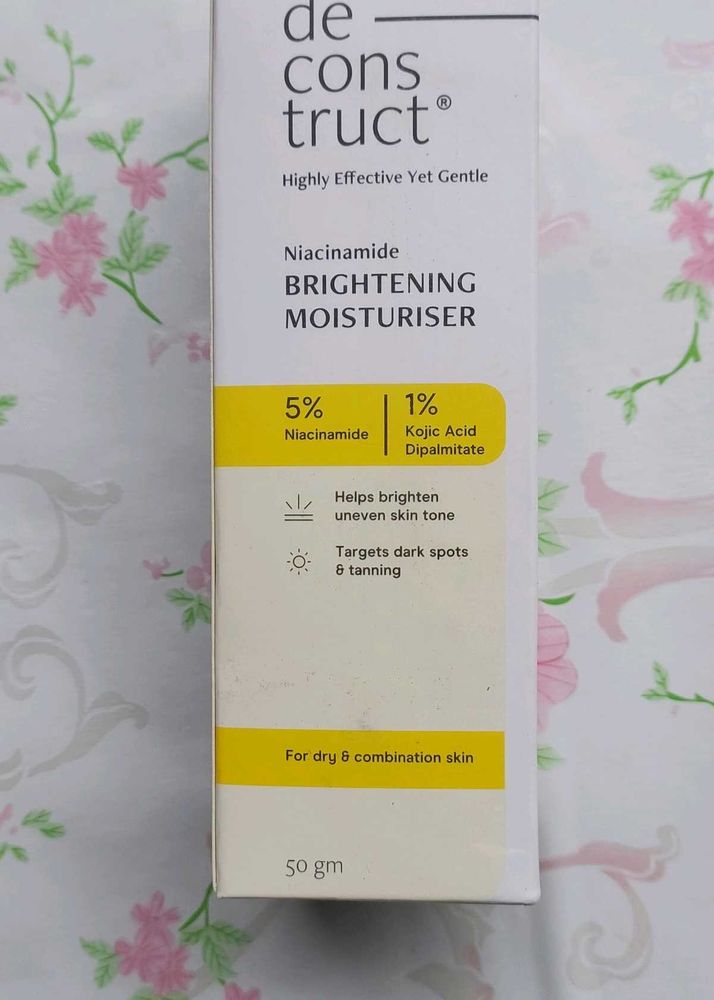 de
cons
truct®
Highly Effective Yet Gentle
Niacinamide
BRIGHTENING
MOISTURISER
5%
Niacinamide
1%
Kojic Acid
Dipalmitate
Helps brighten
uneven skin tone
Targets dark spots
& tanning
For dry & combination skin
50 gm